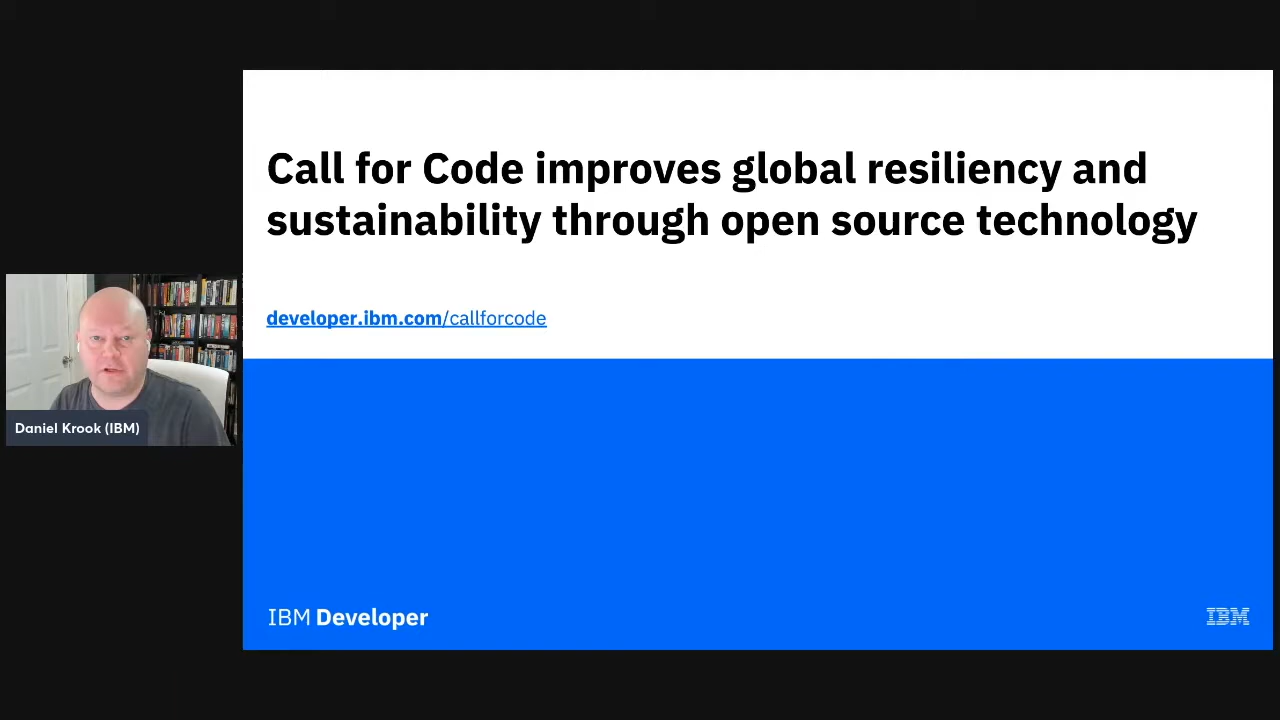 Call for Code improves global resiliency and
sustainability through open source technology
developer.ibm.com/callforcode
Daniel Krook (IBM)
IBM Developer
IBM